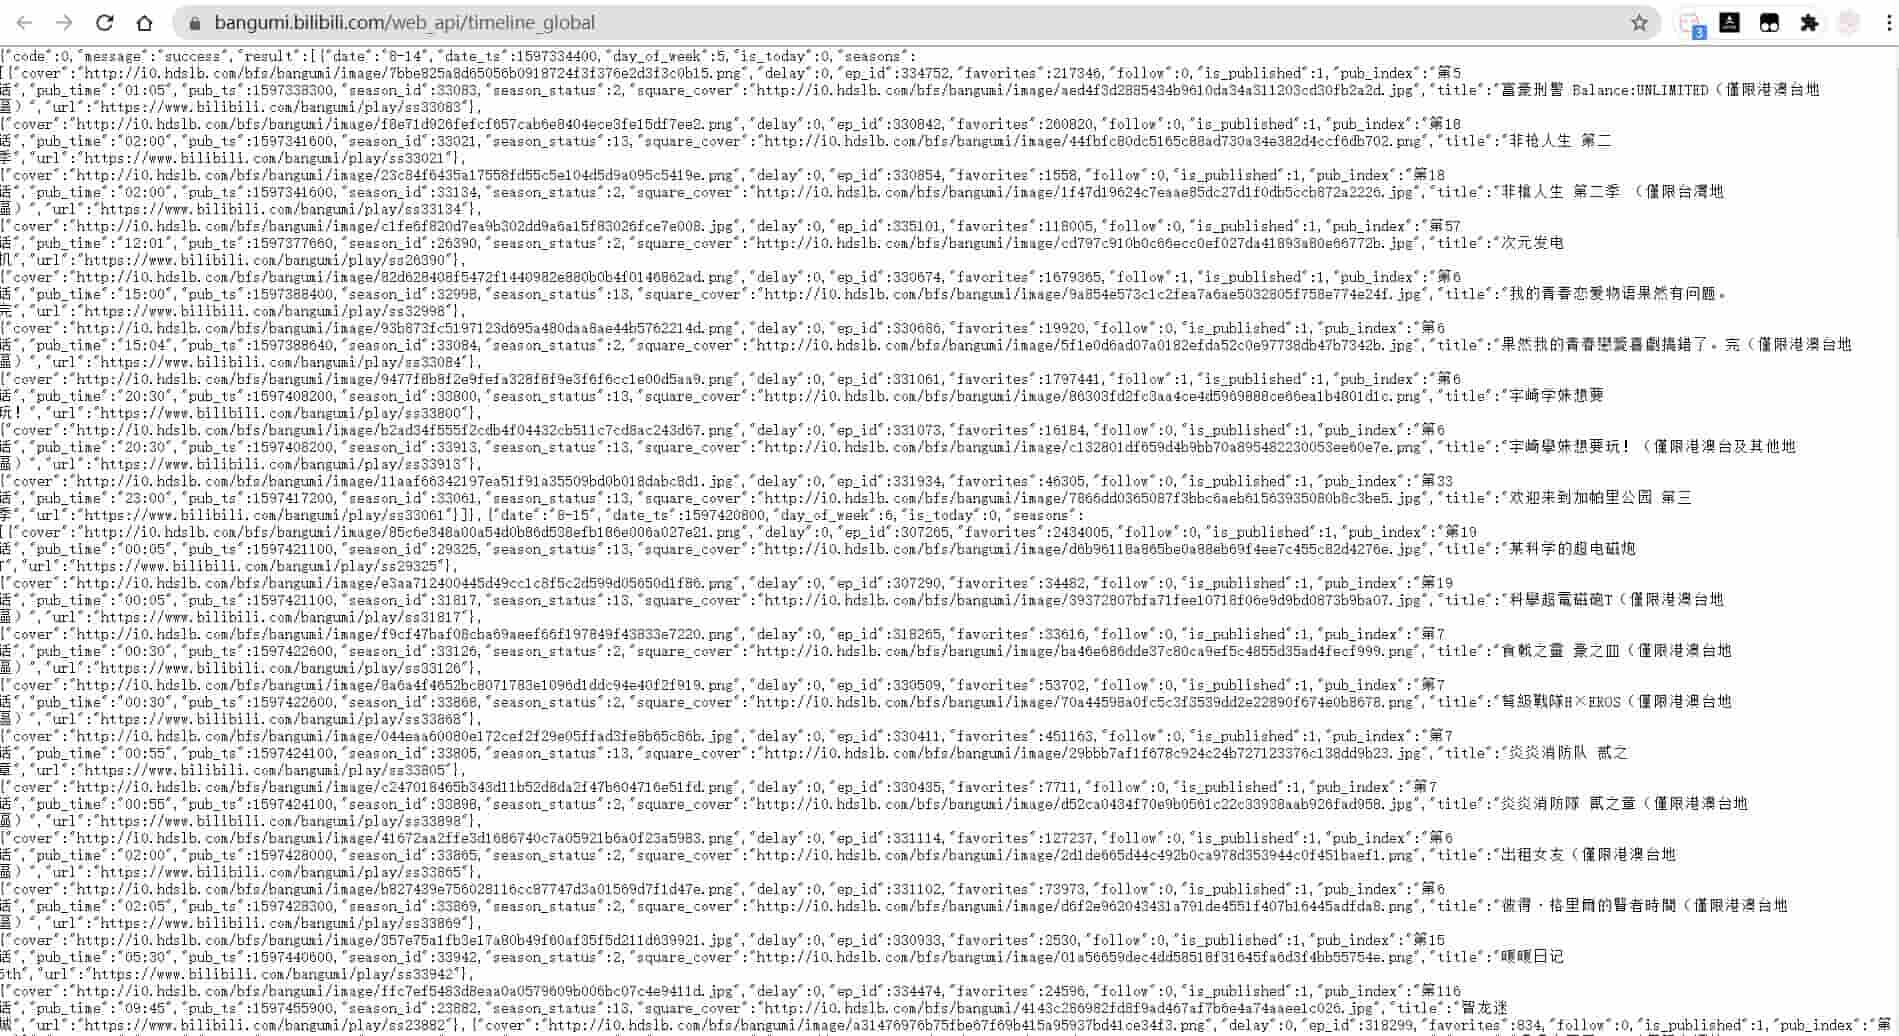 bangumi.bilibili.com/web_api/timeline_global
3
{"code":0,"message":"success","result":[{"date":"8-14","date_ts":1597334400,"day_of_week":5,"is_today":0,"seasons":
[{"cover":"http://i0.hdslb.com/bfs/bangumi/image/7bbe825a8d65056b0918724f3f376e2d3f3c0b15.png","delay":0,"ep_id":334752,"favorites":217346,"follow":0,"is_published":1,"pub_index":"第5
话","pub_time":"01:05","pub_ts":1597338300,"season_id":33083,"season_status":2,"square_cover":"http://i0.hdslb.com/bfs/bangumi/image/aed4f3d2885434b9610da34a311203cd30fb2a2d.jpg","title":"富豪刑警 Balance:UNLIMITED（僅限港澳台地
區）","url":"https://www.bilibili.com/bangumi/play/ss33083"},
{"cover":"http://i0.hdslb.com/bfs/bangumi/image/f8e71d926fefcf657cab6e8404ece3fe15df7ee2.png","delay":0,"ep_id":330842,"favorites":260820,"follow":0,"is_published":1,"pub_index":"第18
话","pub_time":"02:00","pub_ts":1597341600,"season_id":33021,"season_status":13,"square_cover":"http://i0.hdslb.com/bfs/bangumi/image/44fbfc80dc5165c88ad730a34e382d4ccf6db702.png","title":"非枪人生 第二
季","url":"https://www.bilibili.com/bangumi/play/ss33021"},
{"cover":"http://i0.hdslb.com/bfs/bangumi/image/23c84f6435a17558fd55c5e104d5d9a095c5419e.png","delay":0,"ep_id":330854,"favorites":1558,"follow":0,"is_published":1,"pub_index":"第18
话","pub_time":"02:00","pub_ts":1597341600,"season_id":33134,"season_status":2,"square_cover":"http://i0.hdslb.com/bfs/bangumi/image/1f47d19624c7eaae85dc27d1f0db5ccb872a2226.jpg","title":"非槍人生 第二季 （僅限台灣地
區）","url":"https://www.bilibili.com/bangumi/play/ss33134"},
{"cover":"http://i0.hdslb.com/bfs/bangumi/image/c1fe6f820d7ea9b302dd9a6a15f83026fce7e008.jpg","delay":0,"ep_id":335101,"favorites":118005,"follow":0,"is_published":1,"pub_index":"第57
话","pub_time":"12:01","pub_ts":1597377660,"season_id":26390,"season_status":2,"square_cover":"http://i0.hdslb.com/bfs/bangumi/image/cd797c910b0c66ecc0ef027da41893a80e66772b.jpg","title":"次元发电
机","url":"https://www.bilibili.com/bangumi/play/ss26390"},
{"cover":"http://i0.hdslb.com/bfs/bangumi/image/82d628408f5472f1440982e880b0b4f0146862ad.png","delay":0,"ep_id":330674,"favorites":1679365,"follow":1,"is_published":1,"pub_index":"第6
话","pub_time":"15:00","pub_ts":1597388400,"season_id":32998,"season_status":13,"square_cover":"http://i0.hdslb.com/bfs/bangumi/image/9a854e573c1c2fea7a6ae5032805f758e774e24f.jpg","title":"我的青春恋爱物语果然有问题。
完","url":"https://www.bilibili.com/bangumi/play/ss32998"},
{"cover":"http://i0.hdslb.com/bfs/bangumi/image/93b873fc5197123d695a480daa8ae44b5762214d.png","delay":0,"ep_id":330686,"favorites":19920,"follow":0,"is_published":1,"pub_index":"第6
话","pub_time":"15:04","pub_ts":1597388640,"season_id":33084,"season_status":2,"square_cover":"http://i0.hdslb.com/bfs/bangumi/image/5f1e0d6ad07a0182efda52c0e97738db47b7342b.jpg","title":"果然我的青春戀愛喜劇搞錯了。完（僅限港澳台地
區）","url":"https://www.bilibili.com/bangumi/play/ss33084"},
{"cover":"http://i0.hdslb.com/bfs/bangumi/image/9477f8b8f2e9fefa328f8f9e3f6f6cc1e00d5aa9.png","delay":0,"ep_id":331061,"favorites":1797441,"follow":1,"is_published":1,"pub_index":"第6
话","pub_time":"20:30","pub_ts":1597408200,"season_id":33800,"season_status":13,"square_cover":"http://i0.hdslb.com/bfs/bangumi/image/86303fd2fc3aa4ce4d5969888ce66ea1b4801d1c.png","title":"宇崎学妹想要
玩！","url":"https://www.bilibili.com/bangumi/play/ss33800"},
{"cover":"http://i0.hdslb.com/bfs/bangumi/image/b2ad34f555f2cdb4f04432cb511c7cd8ac243d67.png","delay":0,"ep_id":331073,"favorites":16184,"follow":0,"is_published":1,"pub_index":"第6
话","pub_time":"20:30","pub_ts":1597408200,"season_id":33913,"season_status":13,"square_cover":"http://i0.hdslb.com/bfs/bangumi/image/c132801df659d4b9bb70a895482230053ee60e7e.png","title":"宇崎學妹想要玩！（僅限港澳台及其他地
區）","url":"https://www.bilibili.com/bangumi/play/ss33913"},
{"cover":"http://i0.hdslb.com/bfs/bangumi/image/11aaf66342197ea51f91a35509bd0b018dabc8d1.jpg","delay":0,"ep_id":331934,"favorites":46305,"follow":0,"is_published":1,"pub_index":"第33
话","pub_time":"23:00","pub_ts":1597417200,"season_id":33061,"season_status":13,"square_cover":"http://i0.hdslb.com/bfs/bangumi/image/7866dd0365087f3bbc6aeb61563935080b8c3be5.jpg","title":"欢迎来到加帕里公园 第三
季","url":"https://www.bilibili.com/bangumi/play/ss33061"}]},{"date":"8-15","date_ts":1597420800,"day_of_week":6,"is_today":0,"seasons":
[{"cover":"http://i0.hdslb.com/bfs/bangumi/image/85c6e348a00a54d0b86d538efb186e006a027e21.png","delay":0,"ep_id":307265,"favorites":2434005,"follow":0,"is_published":1,"pub_index":"第19
话","pub_time":"00:05","pub_ts":1597421100,"season_id":29325,"season_status":13,"square_cover":"http://i0.hdslb.com/bfs/bangumi/image/d6b96118a865be0a88eb69f4ee7c455c82d4276e.jpg","title":"某科学的超电磁炮
T","url":"https://www.bilibili.com/bangumi/play/ss29325"},
{"cover":"http://i0.hdslb.com/bfs/bangumi/image/e3aa712400445d49cc1c8f5c2d599d05650d1f86.png","delay":0,"ep_id":307290,"favorites":34482,"follow":0,"is_published":1,"pub_index":"第19
话","pub_time":"00:05","pub_ts":1597421100,"season_id":31817,"season_status":13,"square_cover":"http://i0.hdslb.com/bfs/bangumi/image/39372807bfa71fee10718f06e9d9bd0873b9ba07.jpg","title":"科學超電磁砲T（僅限港澳台地
區）","url":"https://www.bilibili.com/bangumi/play/ss31817"},
{"cover":"http://i0.hdslb.com/bfs/bangumi/image/f9cf47baf08cba69aeef66f197849f43833e7220.png","delay":0,"ep_id":318265,"favorites":33616,"follow":0,"is_published":1,"pub_index":"第7
话","pub_time":"00:30","pub_ts":1597422600,"season_id":33126,"season_status":2,"square_cover":"http://i0.hdslb.com/bfs/bangumi/image/ba46e686dde37c80ca9ef5c4855d35ad4fecf999.png","title":"食戟之靈 豪之皿（僅限港澳台地
區）","url":"https://www.bilibili.com/bangumi/play/ss33126"},
{"cover":"http://i0.hdslb.com/bfs/bangumi/image/8a6a4f4652bc8071783e1096d1ddc94e40f2f919.png","delay":0,"ep_id":330509,"favorites":53702,"follow":0,"is_published":1,"pub_index":"第7
话","pub_time":"00:30","pub_ts":1597422600,"season_id":33868,"season_status":2,"square_cover":"http://i0.hdslb.com/bfs/bangumi/image/70a44598a0fc5c3f3539dd2e22890f674e0b8678.png","title":"弩級戰隊H×EROS（僅限港澳台地
區）","url":"https://www.bilibili.com/bangumi/play/ss33868"},
{"cover":"http://i0.hdslb.com/bfs/bangumi/image/044eaa60080e172cef2f29e05ffad3fe8b65c86b.jpg","delay":0,"ep_id":330411,"favorites":451163,"follow":0,"is_published":1,"pub_index":"第7
话","pub_time":"00:55","pub_ts":1597424100,"season_id":33805,"season_status":13,"square_cover":"http://i0.hdslb.com/bfs/bangumi/image/29bbb7af1f678c924c24b727123376c138dd9b23.jpg","title":"炎炎消防队 贰之
章","url":"https://www.bilibili.com/bangumi/play/ss33805"},
{"cover":"http://i0.hdslb.com/bfs/bangumi/image/c247018465b343d11b52d8da2f47b604716e51fd.png","delay":0,"ep_id":330435,"favorites":7711,"follow":0,"is_published":1,"pub_index":"第7
话","pub_time":"00:55","pub_ts":1597424100,"season_id":33898,"season_status":2,"square_cover":"http://i0.hdslb.com/bfs/bangumi/image/d52ca0434f70e9b0561c22c33938aab926fad958.jpg","title":"炎炎消防隊 貳之章（僅限港澳台地
區）","url":"https://www.bilibili.com/bangumi/play/ss33898"},
{"cover":"http://i0.hdslb.com/bfs/bangumi/image/41672aa2ffe3d1686740c7a05921b6a0f23a5983.png","delay":0,"ep_id":331114,"favorites":127237,"follow":0,"is_published":1,"pub_index":"第6
话","pub_time":"02:00","pub_ts":1597428000,"season_id":33865,"season_status":2,"square_cover":"http://i0.hdslb.com/bfs/bangumi/image/2d1de665d44c492b0ca978d353944c0f451baef1.png","title":"出租女友（僅限港澳台地
區）","url":"https://www.bilibili.com/bangumi/play/ss33865"},
{"cover":"http://i0.hdslb.com/bfs/bangumi/image/b827439e756028116cc87747d3a01569d7f1d47e.png","delay":0,"ep_id":331102,"favorites":73973,"follow":0,"is_published":1,"pub_index":"第6
话","pub_time":"02:05","pub_ts":1597428300,"season_id":33869,"season_status":2,"square_cover":"http://i0.hdslb.com/bfs/bangumi/image/d6f2e962043431a791de4551f407b16445adfda8.png","title":"彼得·格里爾的賢者時間（僅限港澳台地
區）","url":"https://www.bilibili.com/bangumi/play/ss33869"},
{"cover":"http://i0.hdslb.com/bfs/bangumi/image/357e75a1fb3e17a80b49f60af35f5d211d639921.jpg","delay":0,"ep_id":330933,"favorites":2530,"follow":0,"is_published":1,"pub_index":"第15
话","pub_time":"05:30","pub_ts":1597440600,"season_id":33942,"season_status":2,"square_cover":"http://i0.hdslb.com/bfs/bangumi/image/01a56659dec4dd58518f31645fa6d3f4bb55754e.png","title":"暖暖日记
5th","url":"https://www.bilibili.com/bangumi/play/ss33942"},
{"cover":"http://i0.hdslb.com/bfs/bangumi/image/ffc7ef5483d8eaa0a0579609b006bc07c4e9411d.jpg","delay":0,"ep_id":334474,"favorites":24596,"follow":0,"is_published":1,"pub_index":"第116
话","pub_time":"09:45","pub_ts":1597455900,"season_id":23882,"season_status":13,"square_cover":"http://i0.hdslb.com/bfs/bangumi/4143c286982fd8f9ad467af7b6e4a74aaee1c026.jpg","title":"智龙迷
城","url":"https://www.bilibili.com/bangumi/play/ss23882"},{"cover":"http://i0.hdslb.com/bfs/bangumi/image/a31476976b75fbe67f69b415a95937bd41ce34f3.png","delay":0,"ep_id":318299,"favorites":834,"follow":0,"is_published":1,"pub_index":"第